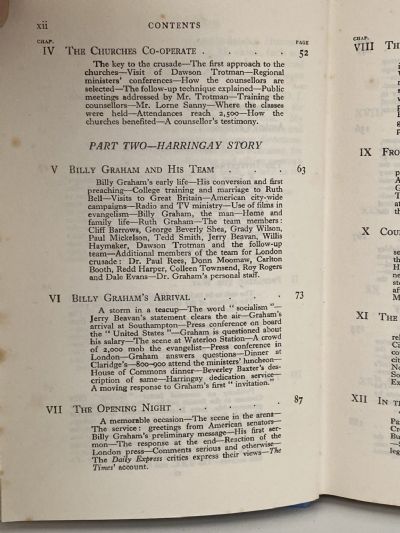 xii CONTENTS
CHAP. PAGE
IV THE CHURCHES CO-OPERATE . . . . 52
The key to the crusade—The first approach to the
churches—Visit of Dawson Trotman—Regional
ministers' conferences—How the counsellors are
selected—The follow-up technique explained—Public
meetings addressed by Mr. Trotman—Training the
counsellors—Mr. Lorne Sanny—Where the classes
were held—Attendances reach 2,500—How the
churches benefited—A counsellor's testimony.
PART TWO—HARRINGAY STORY
V BILLY GRAHAM AND HIS TEAM . . . 63
Billy Graham's early life—His conversion and first
preaching—College training and marriage to Ruth
Bell—Visits to Great Britain—American city-wide
campaigns—Radio and TV ministry—Use of films in
evangelism—Billy Graham, the man—Home and
family life—Ruth Graham—The team members:
Cliff Barrows, George Beverly Shea, Grady Wilson,
Paul Mickelson, Tedd Smith, Jerry Beavan, Willis
Haymaker, Dawson Trotman and the follow-up
team—Additional members of the team for London
crusade: Dr. Paul Rees, Donn Moomaw, Carlton
Booth, Redd Harper, Colleen Townsend, Roy Rogers
and Dale Evans—Dr. Graham's personal staff.
VI BILLY GRAHAM'S ARRIVAL . . . . 73
A storm in a teacup—The word "socialism"—
Jerry Beavan's statement clears the air—Graham's
arrival at Southampton—Press conference on board
the "United States"—Graham is questioned about
his salary—The scene at Waterloo Station—A crowd
of 2,000 mob the evangelist—Press conference in
London—Graham answers questions—Dinner at
Claridge's—800-900 attend the ministers' luncheon—
House of Commons dinner—Beverley Baxter's des-
cription of same—Harringay dedication service—
A moving response to Graham's first "invitation."
VII THE OPENING NIGHT . . . . . 87
A memorable occasion—The scene in the arena—
The service: greetings from American senators—
Billy Graham's preliminary message—His first ser-
mon—The response at the end—Reaction of the
London press—Comments serious and otherwise—
The Daily Express critics express their views—The
Times' account.
CHAP.
VIII
IX
X
XI
XII